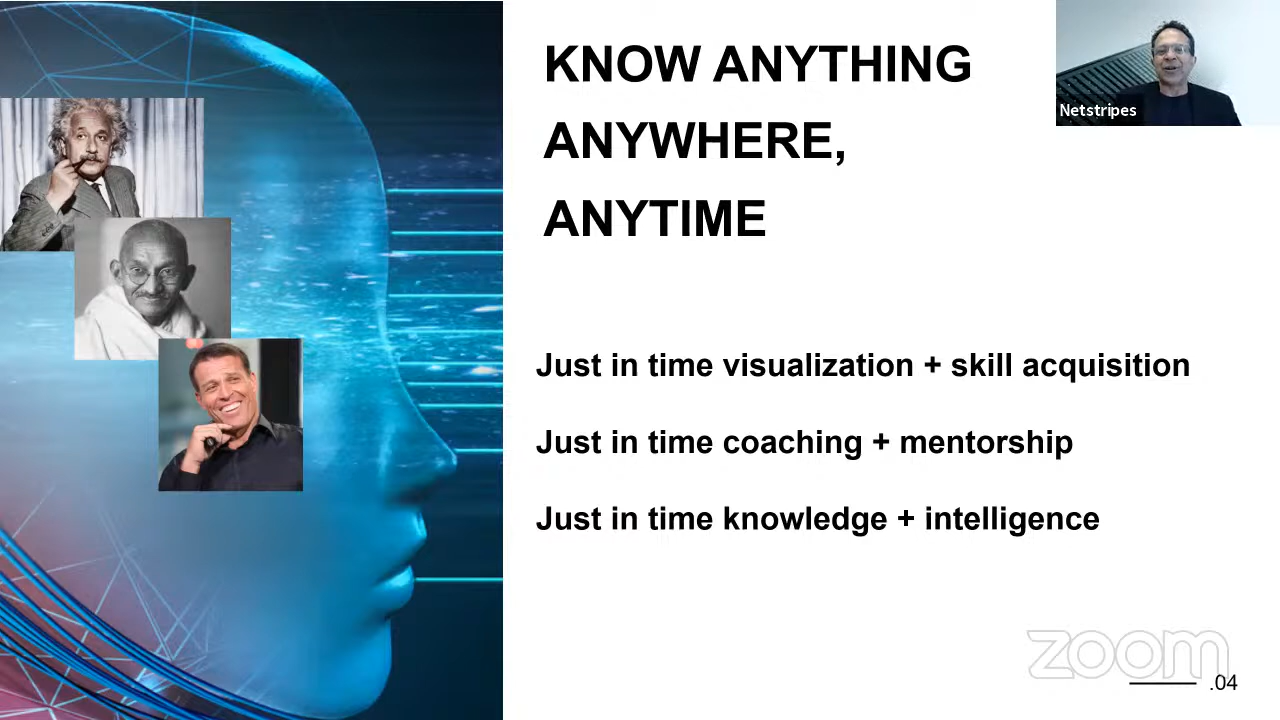 KNOW ANYTHING
ANYWHERE,
ANYTIME
Netstripes
Just in time visualization + skill acquisition
Just in time coaching + mentorship
Just in time knowledge + intelligence
zoom
.04